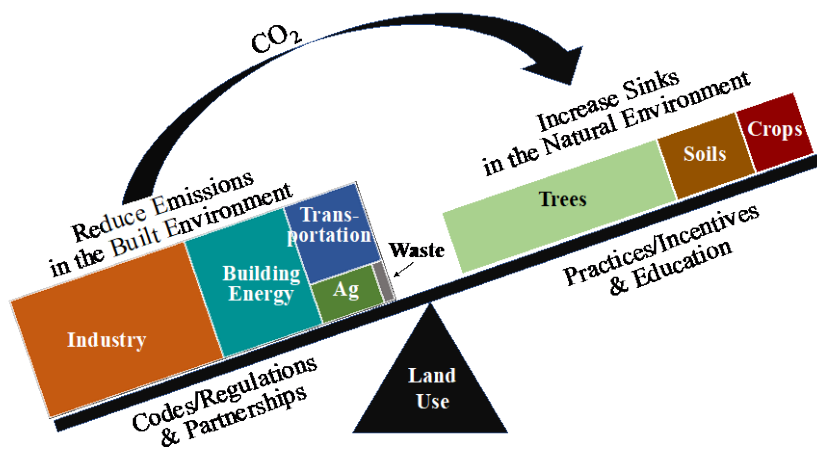 CO2
Reduce Emissions
in the Built Environment
Increase Sinks
in the Natural Environment
Industry
Building
Energy
Trans-
portation
Ag
Waste
Trees
Soils
Crops
Codes/Regulations
& Partnerships
Practices/Incentives
& Education
Land
Use